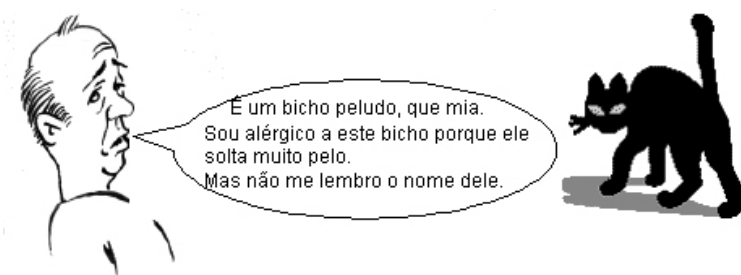 É um bicho peludo, que mia.
Sou alérgico a este bicho porque ele
solta muito pelo.
Mas não me lembro o nome dele.